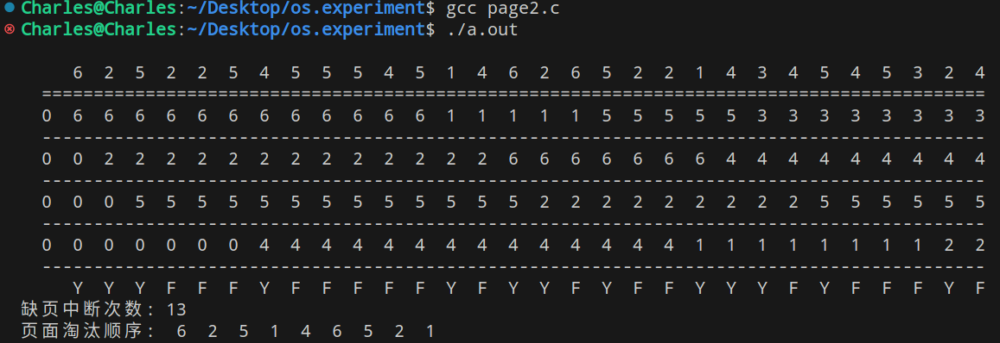 Charles@Charles:~/Desktop/os.experiment$ gcc page2.c
Charles@Charles:~/Desktop/os.experiment$ ./a.out
6 2 5 2 2 5 4 5 5 5 4 5 1 4 6 2 6 5 2 2 1 4 3 4 5 4 5 3 2 4
===========================================================================================
0 6 6 6 6 6 6 6 6 6 6 6 6 1 1 1 1 1 5 5 5 5 5 3 3 3 3 3 3 3 3
-------------------------------------------------------------------------------------------
0 0 2 2 2 2 2 2 2 2 2 2 2 2 2 6 6 6 6 6 6 6 4 4 4 4 4 4 4 4 4
-------------------------------------------------------------------------------------------
0 0 0 5 5 5 5 5 5 5 5 5 5 5 5 5 2 2 2 2 2 2 2 2 2 5 5 5 5 5 5
-------------------------------------------------------------------------------------------
0 0 0 0 0 0 0 4 4 4 4 4 4 4 4 4 4 4 4 4 4 1 1 1 1 1 1 1 1 2 2
-------------------------------------------------------------------------------------------
Y Y Y F F F Y F F F F F Y F Y Y F Y F F Y Y Y F Y F F F Y F
缺页中断次数: 13
页面淘汰顺序: 6 2 5 1 4 6 5 2 1